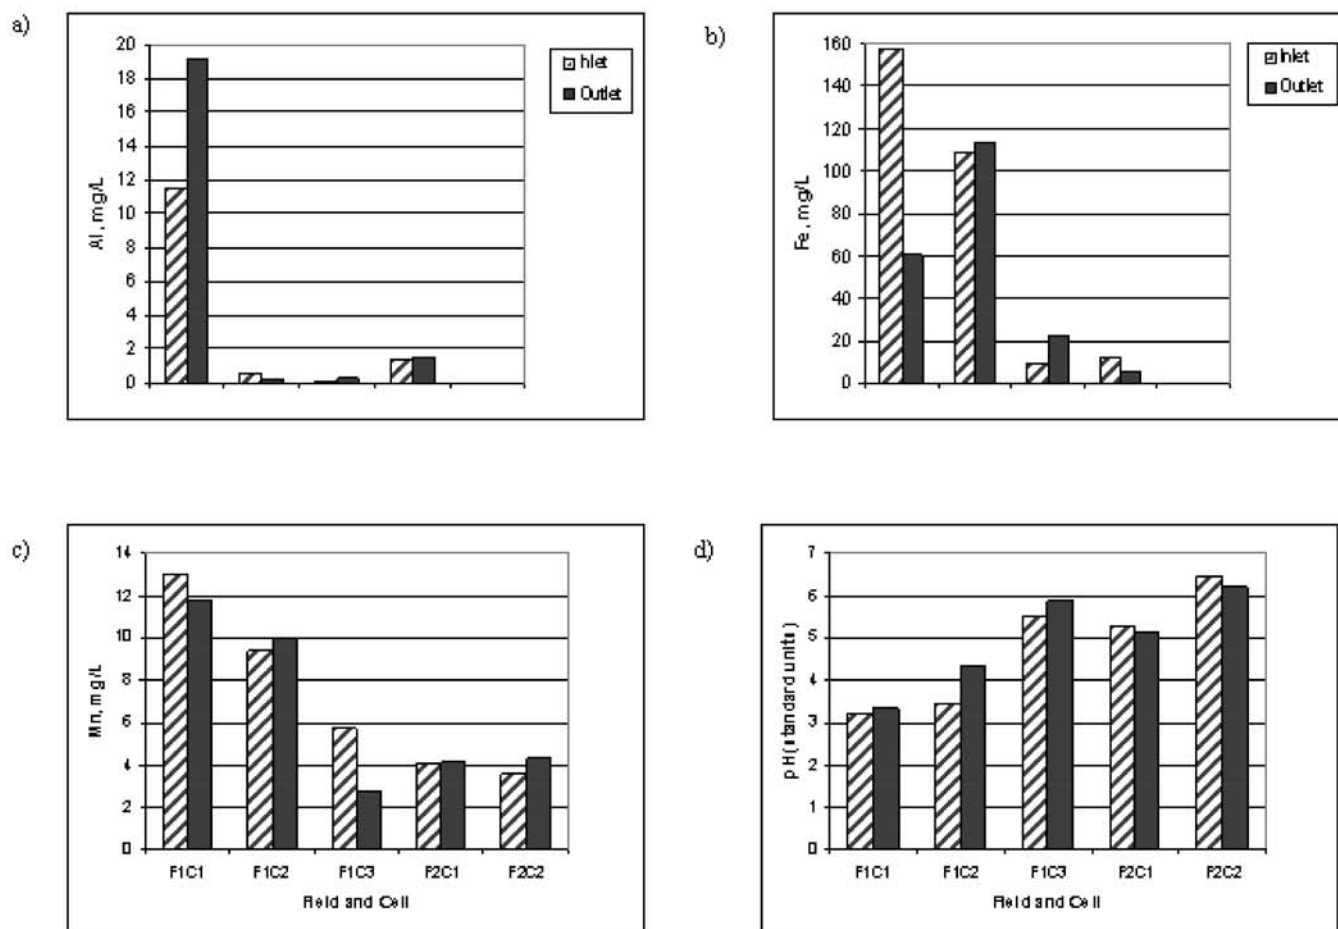 a)
20
18
16
14
12
10
8
6
4
2
0
Al, mg/L
Inlet
Outlet
b)
160
140
120
100
80
60
40
20
0
Fe, mg/L
Inlet
Outlet
c)
14
12
10
8
6
4
2
0
Mn, mg/L
F1C1 F1C2 F1C3 F2C1 F2C2
Field and Cell
d)
7
6
5
4
3
2
1
0
pH (standard units)
F1C1 F1C2 F1C3 F2C1 F2C2
Field and Cell